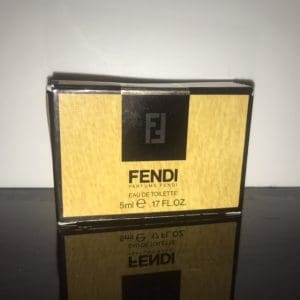 FENDI
PARFUMS FENDI
EAU DE TOILETTE
5ml ℮ .17 FL.OZ.